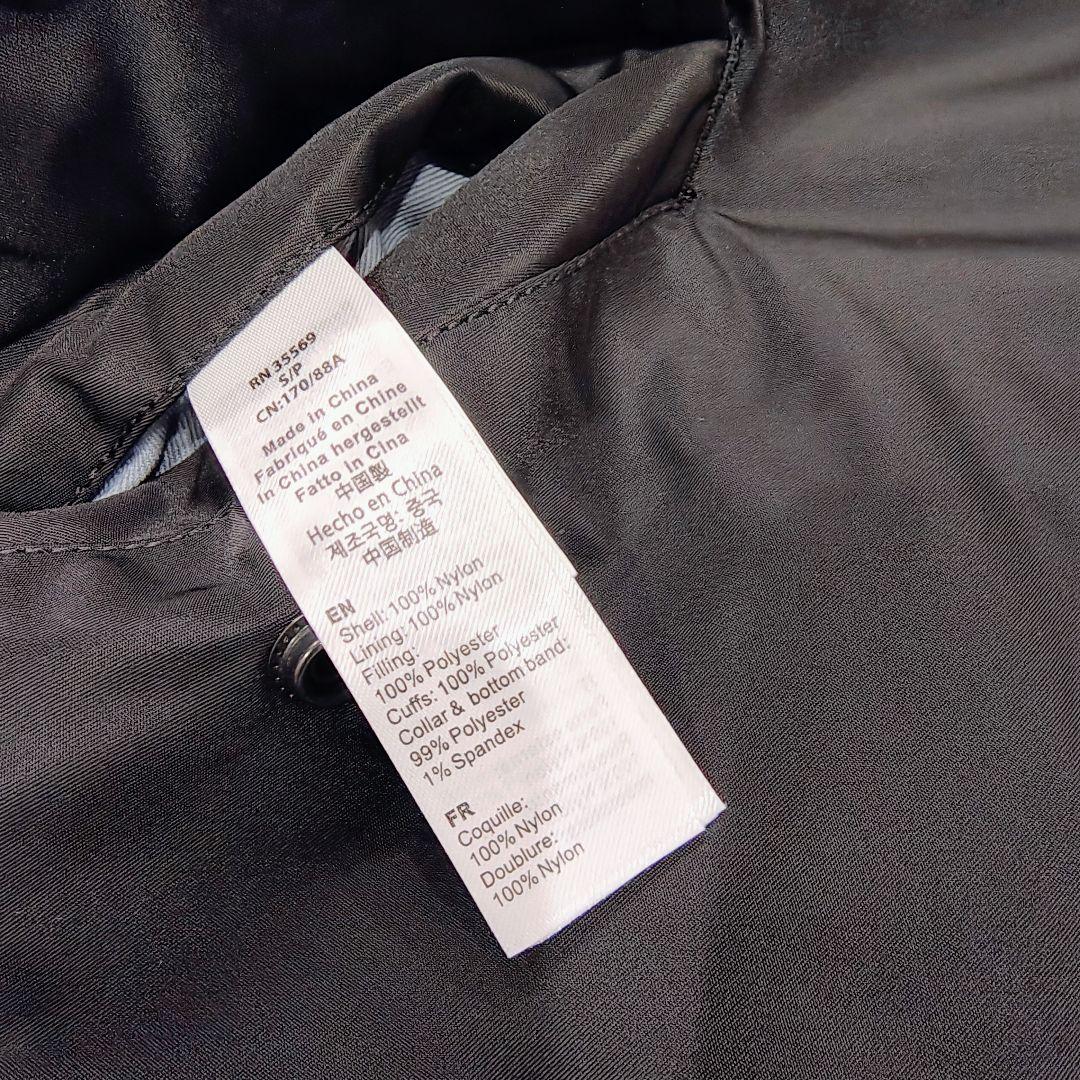 RN 35569
S/P
CN:170/88A
Made in China
Fabriqué en Chine
In China hergestellt
Fatto in Cina
中国製
Hecho en China
제조국명: 중국
中国制造
EN
Shell: 100% Nylon
Lining: 100% Nylon
Filling:
100% Polyester
Cuffs: 100% Polyester
Collar & bottom band:
99% Polyester
1% Spandex
FR
Coquille:
100% Nylon
Doublure:
100% Nylon